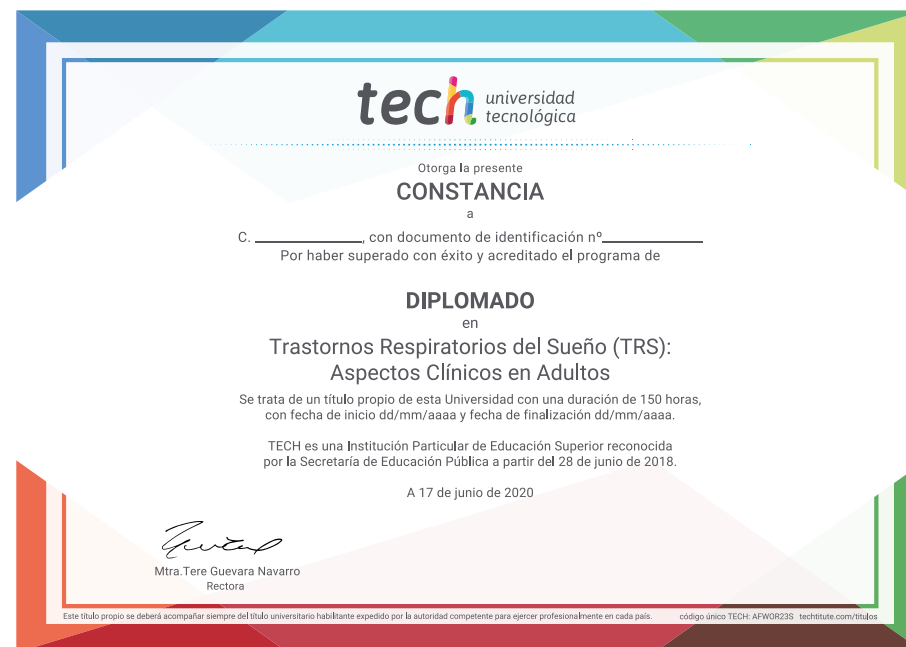 tech universidad
tecnológica
Otorga la presente
CONSTANCIA
a
C. ____________, con documento de identificación nº____________
Por haber superado con éxito y acreditado el programa de
DIPLOMADO
en
Trastornos Respiratorios del Sueño (TRS):
Aspectos Clínicos en Adultos
Se trata de un título propio de esta Universidad con una duración de 150 horas,
con fecha de inicio dd/mm/aaaa y fecha de finalización dd/mm/aaaa.
TECH es una Institución Particular de Educación Superior reconocida
por la Secretaría de Educación Pública a partir del 28 de junio de 2018.
A 17 de junio de 2020
Mtra.Tere Guevara Navarro
Rectora
Este título propio se deberá acompañar siempre del título universitario habilitante expedido por la autoridad competente para ejercer profesionalmente en cada país. código único TECH: AFWOR23S techtitute.com/titulos